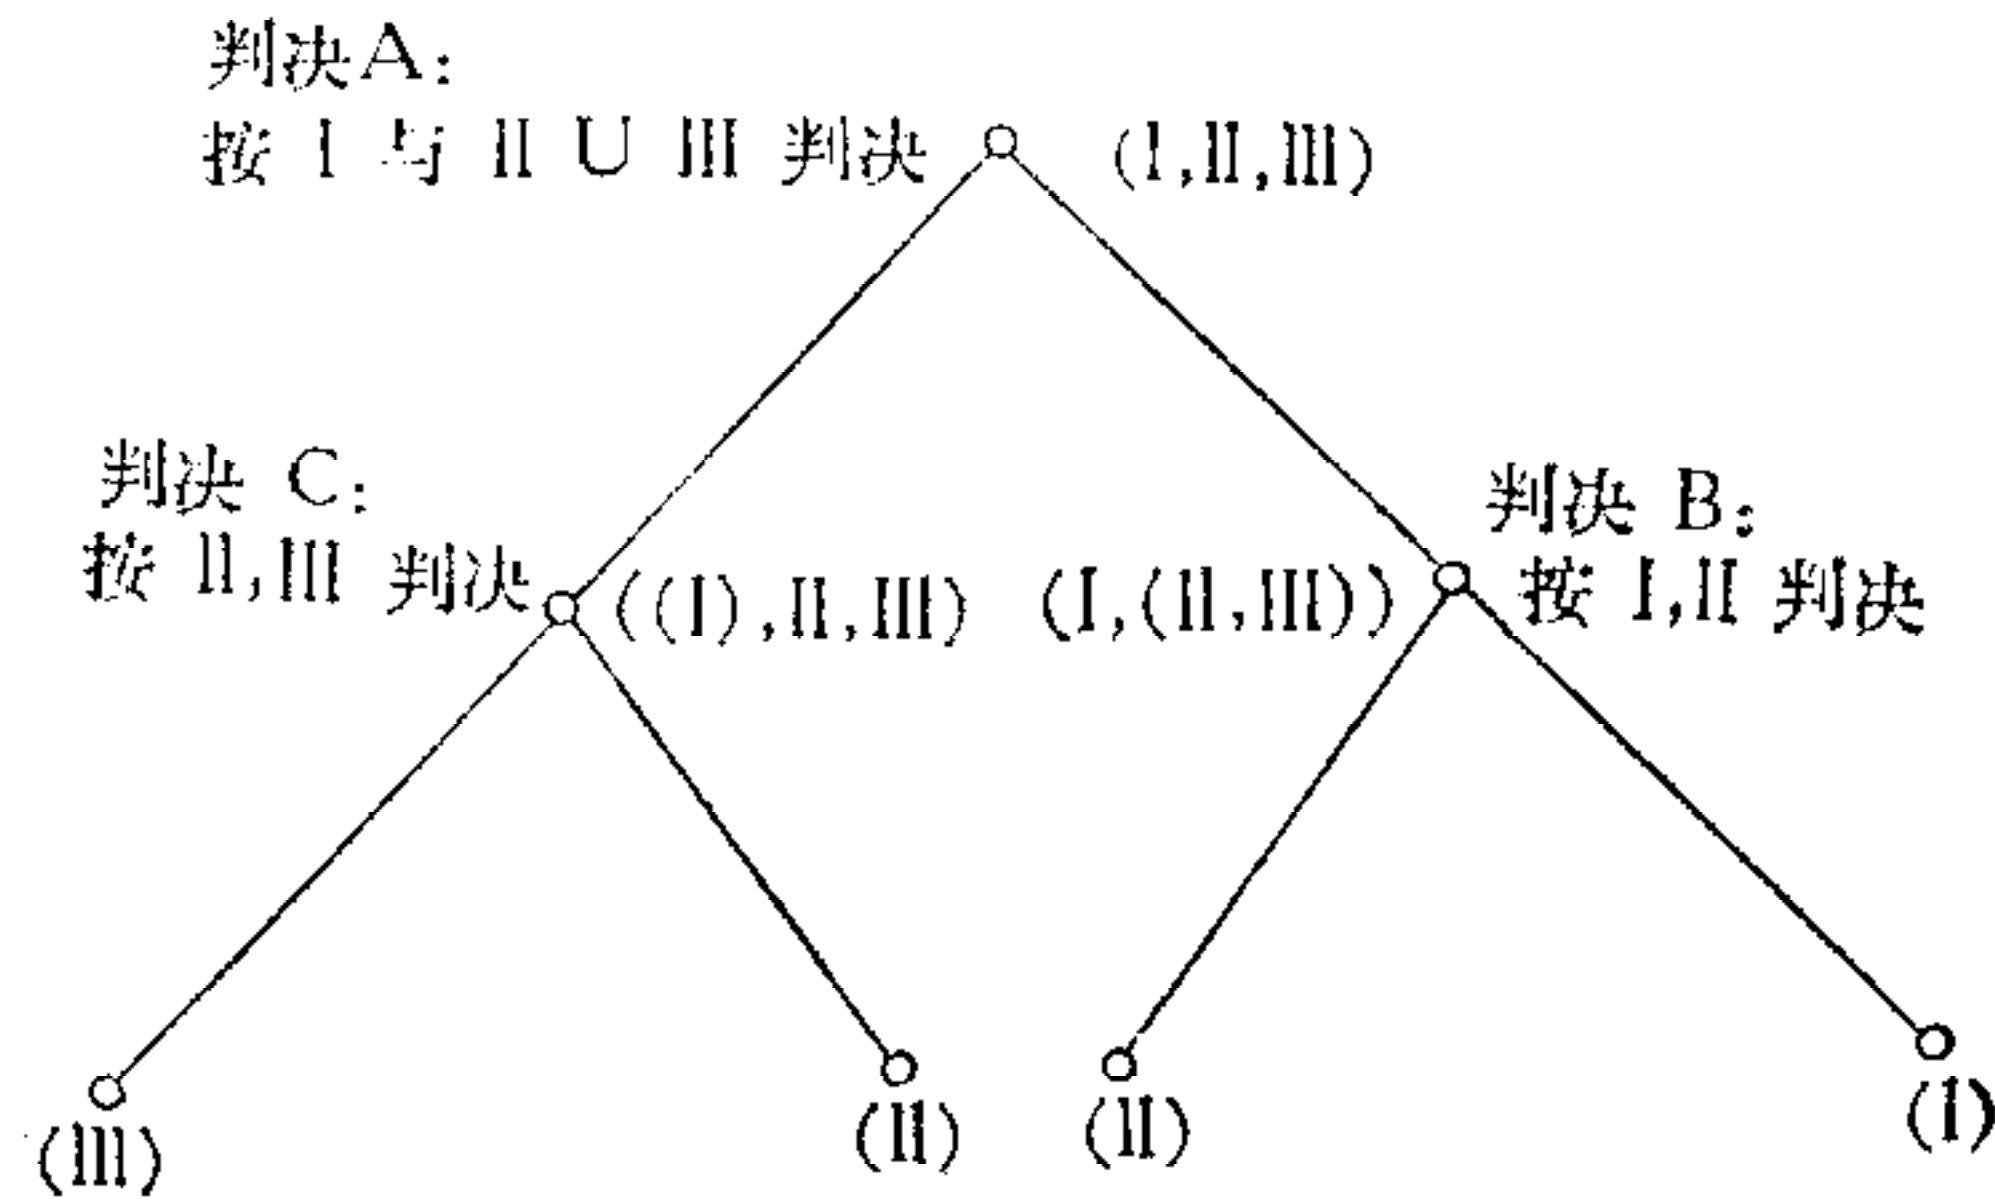 判决A:
按 I 与 II U III 判决
(I,II,III)
判决 C:
按 II,III 判决
((I),II,III)
(I,(II,III))
判决 B:
按 I,II 判决
(III)
(II)
(II)
(I)